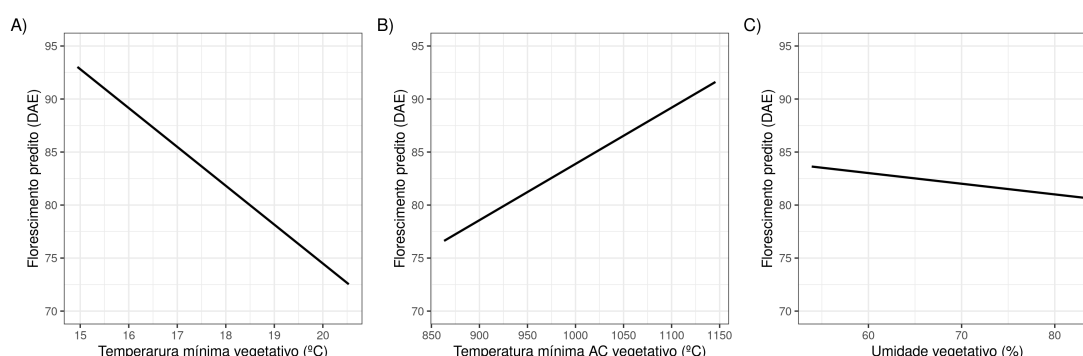 A)
Florescimento predito (DAE)
95
90
85
80
75
70
15 16 17 18 19 20
Temperarura mínima vegetativo (ºC)
B)
Florescimento predito (DAE)
95
90
85
80
75
70
850 900 950 1000 1050 1100 1150
Temperatura mínima AC vegetativo (ºC)
C)
Florescimento predito (DAE)
95
90
85
80
75
70
60 70 80
Umidade vegetativo (%)